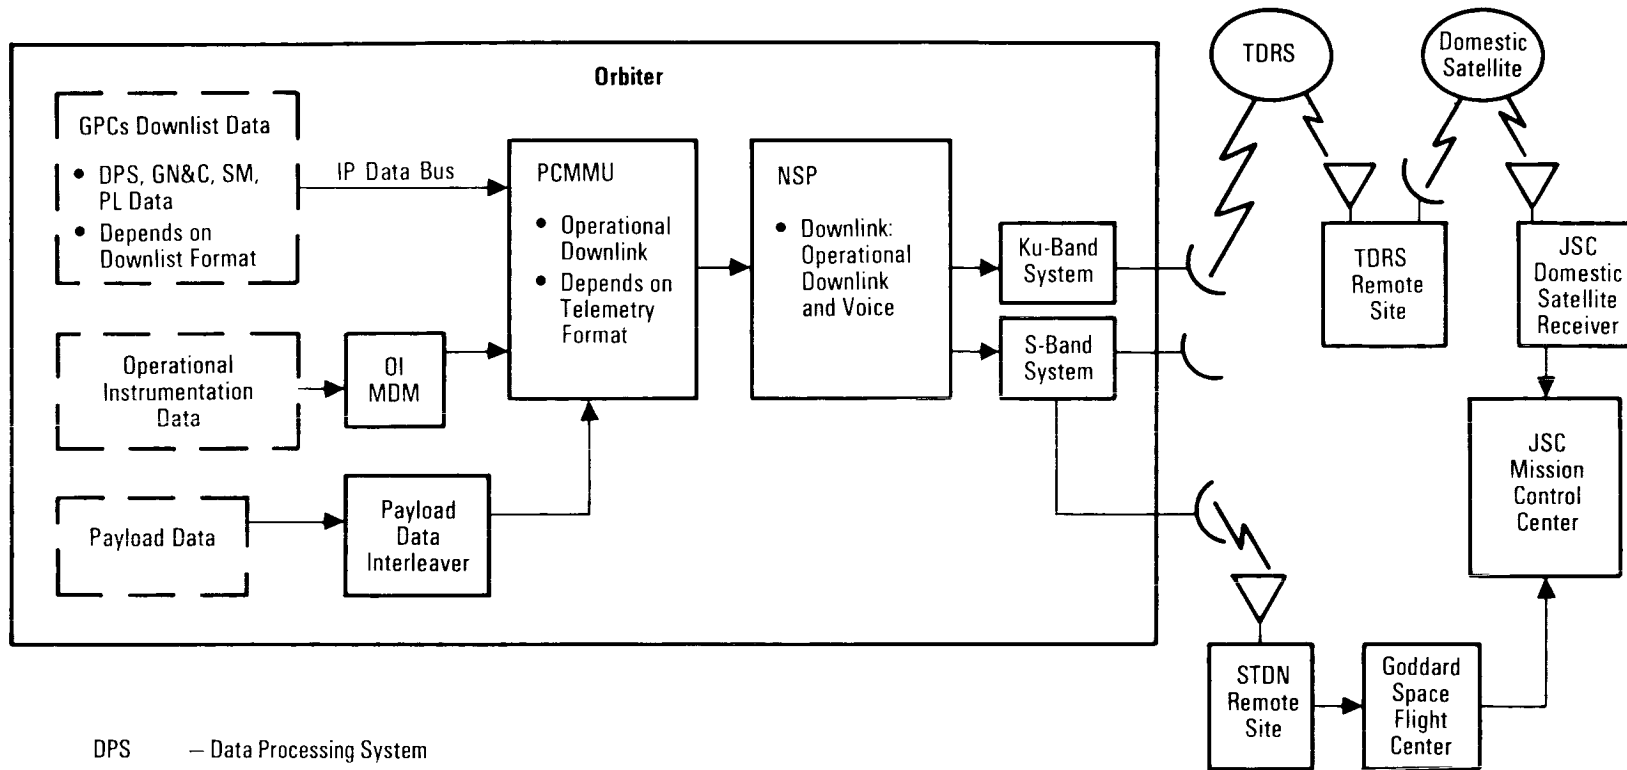 Orbiter
GPCs Downlist Data
• DPS, GN&C, SM,
PL Data
• Depends on
Downlist Format
IP Data Bus
Operational
Instrumentation
Data
OI
MDM
Payload Data
Payload
Data
Interleaver
PCMMU
• Operational
Downlink
• Depends on
Telemetry
Format
NSP
• Downlink:
Operational
Downlink
and Voice
Ku-Band
System
S-Band
System
TDRS
Domestic
Satellite
TDRS
Remote
Site
JSC
Domestic
Satellite
Receiver
JSC
Mission
Control
Center
STDN
Remote
Site
Goddard
Space
Flight
Center
DPS – Data Processing System